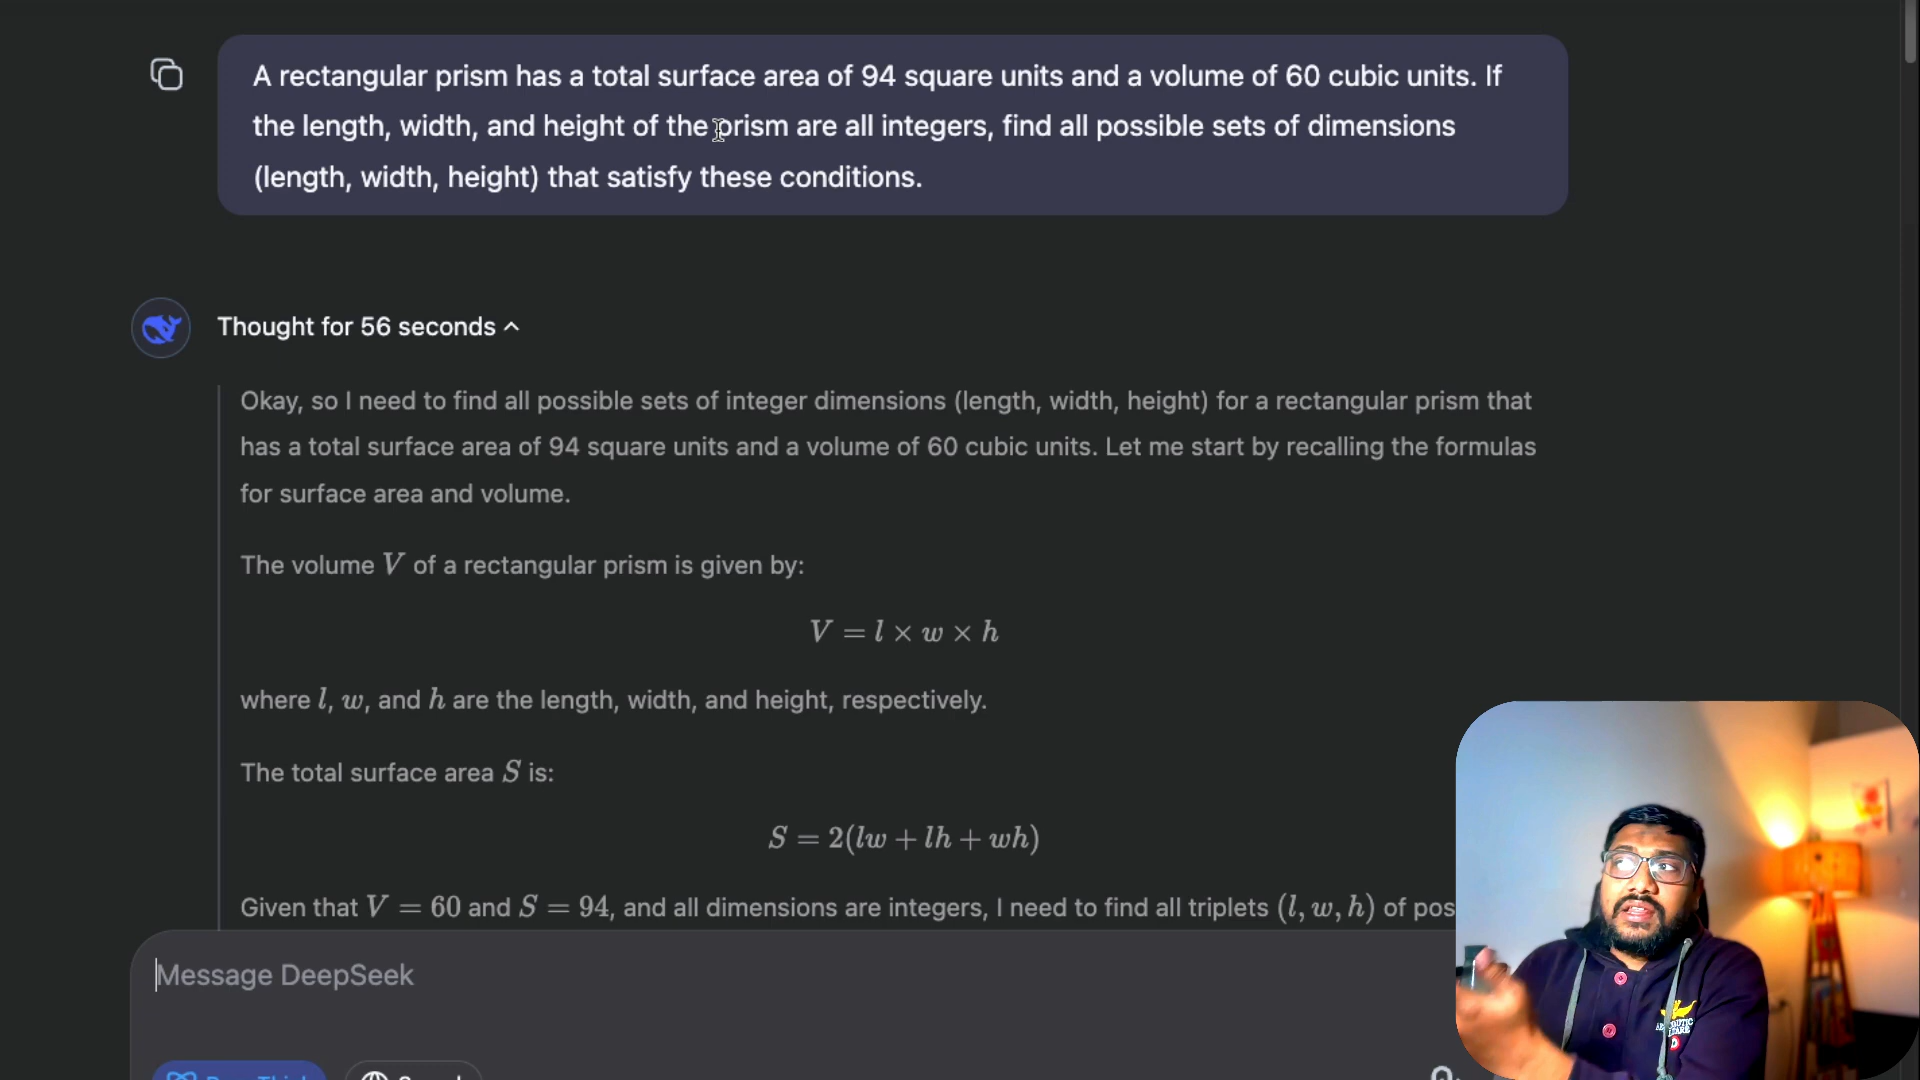 A rectangular prism has a total surface area of 94 square units and a volume of 60 cubic units. If
the length, width, and height of the prism are all integers, find all possible sets of dimensions
(length, width, height) that satisfy these conditions.
Thought for 56 seconds
Okay, so I need to find all possible sets of integer dimensions (length, width, height) for a rectangular prism that
has a total surface area of 94 square units and a volume of 60 cubic units. Let me start by recalling the formulas
for surface area and volume.
The volume V of a rectangular prism is given by:
V = l × w × h
where l, w, and h are the length, width, and height, respectively.
The total surface area S is:
S = 2(lw + lh + wh)
Given that V = 60 and S = 94, and all dimensions are integers, I need to find all triplets (l, w, h) of pos
Message DeepSeek